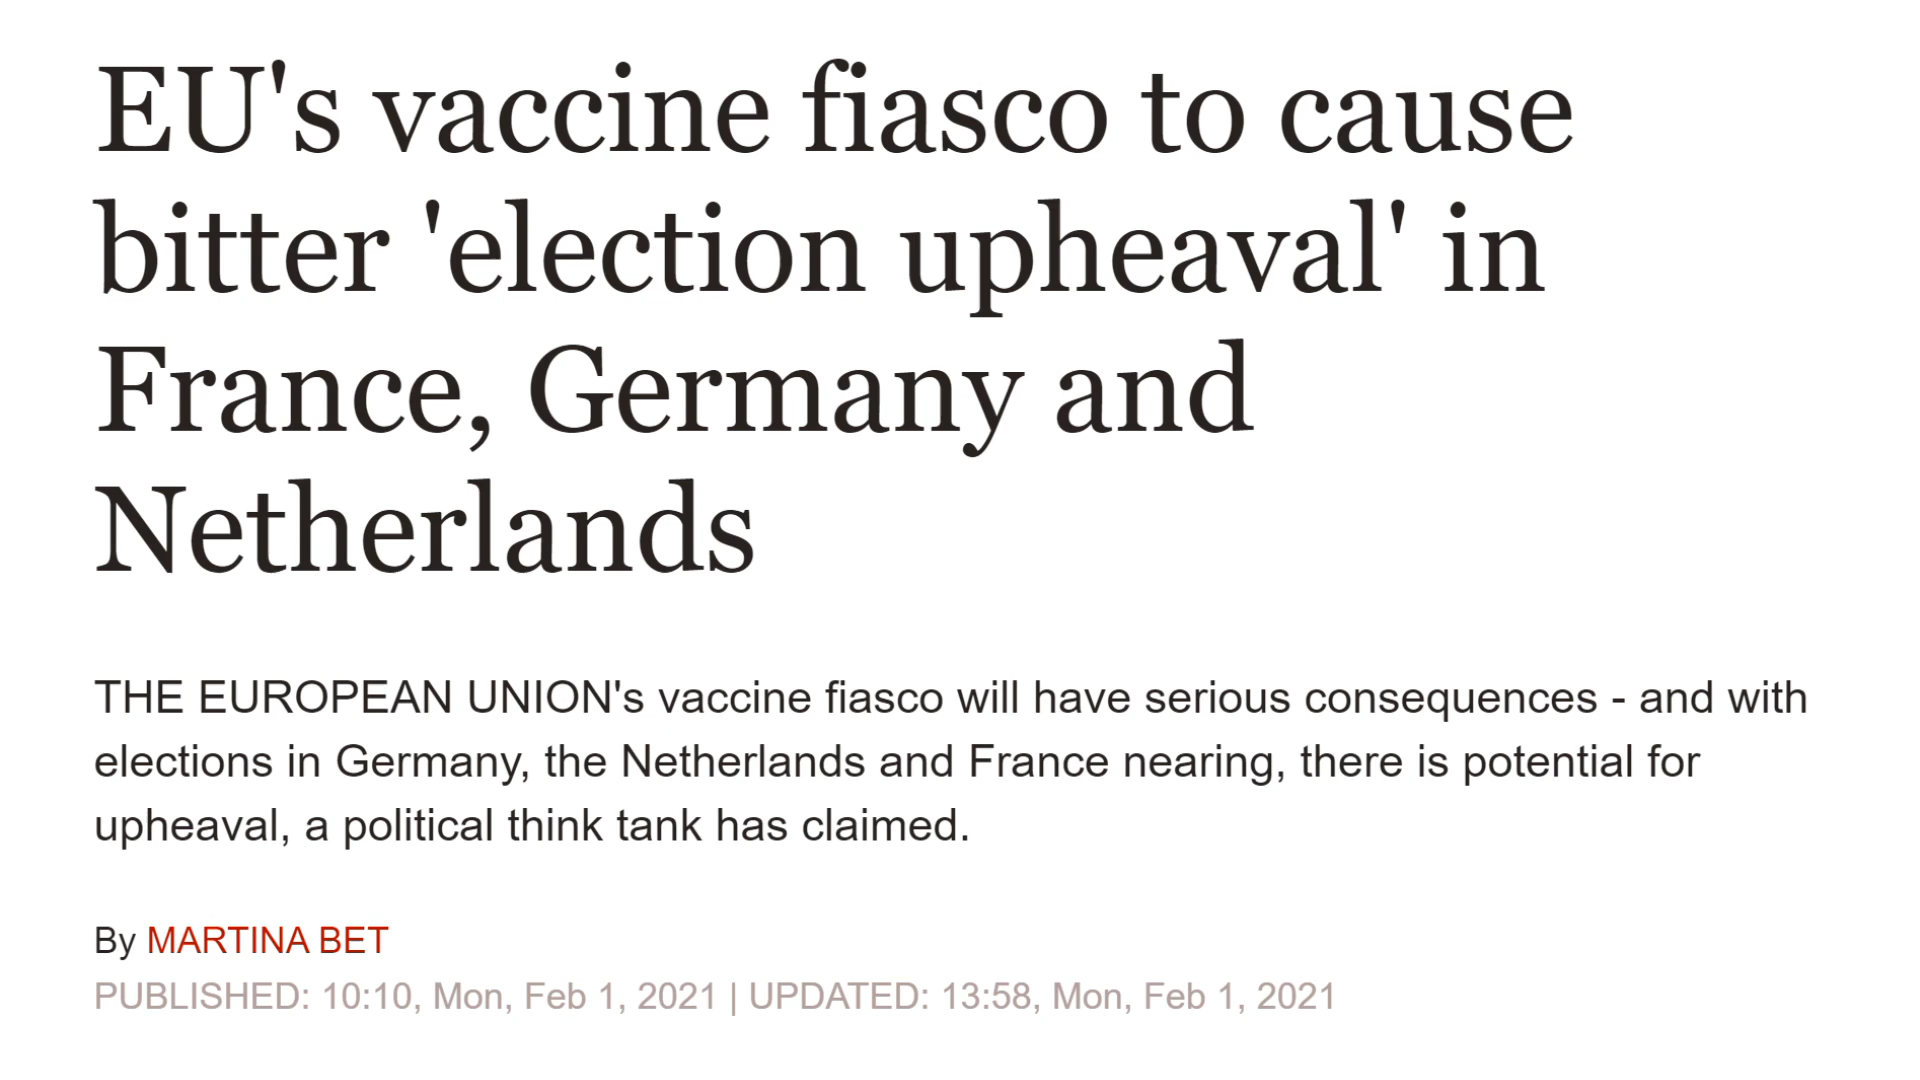 EU's vaccine fiasco to cause
bitter 'election upheaval' in
France, Germany and
Netherlands
THE EUROPEAN UNION's vaccine fiasco will have serious consequences - and with
elections in Germany, the Netherlands and France nearing, there is potential for
upheaval, a political think tank has claimed.
By MARTINA BET
PUBLISHED: 10:10, Mon, Feb 1, 2021 | UPDATED: 13:58, Mon, Feb 1, 2021